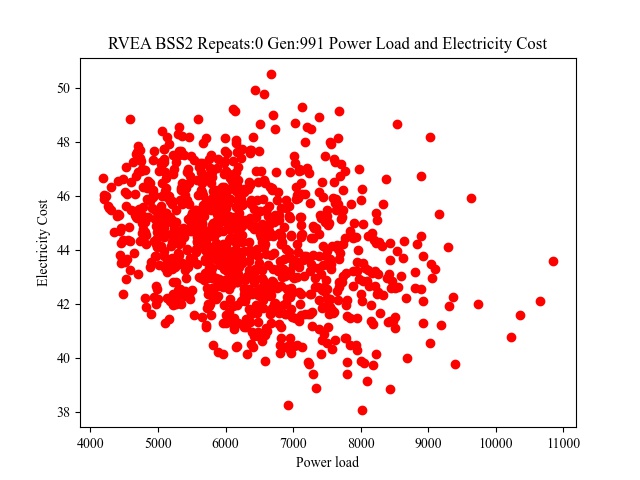 RVEA BSS2 Repeats:0 Gen:991 Power Load and Electricity Cost
50
48
46
44
42
40
38
Electricity Cost
4000 5000 6000 7000 8000 9000 10000 11000
Power load